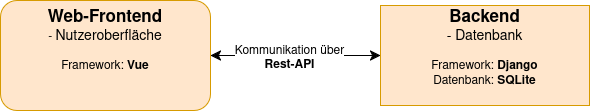 Web-Frontend
- Nutzeroberfläche
Framework: Vue
Kommunikation über
Rest-API
Backend
- Datenbank
Framework: Django
Datenbank: SQLite